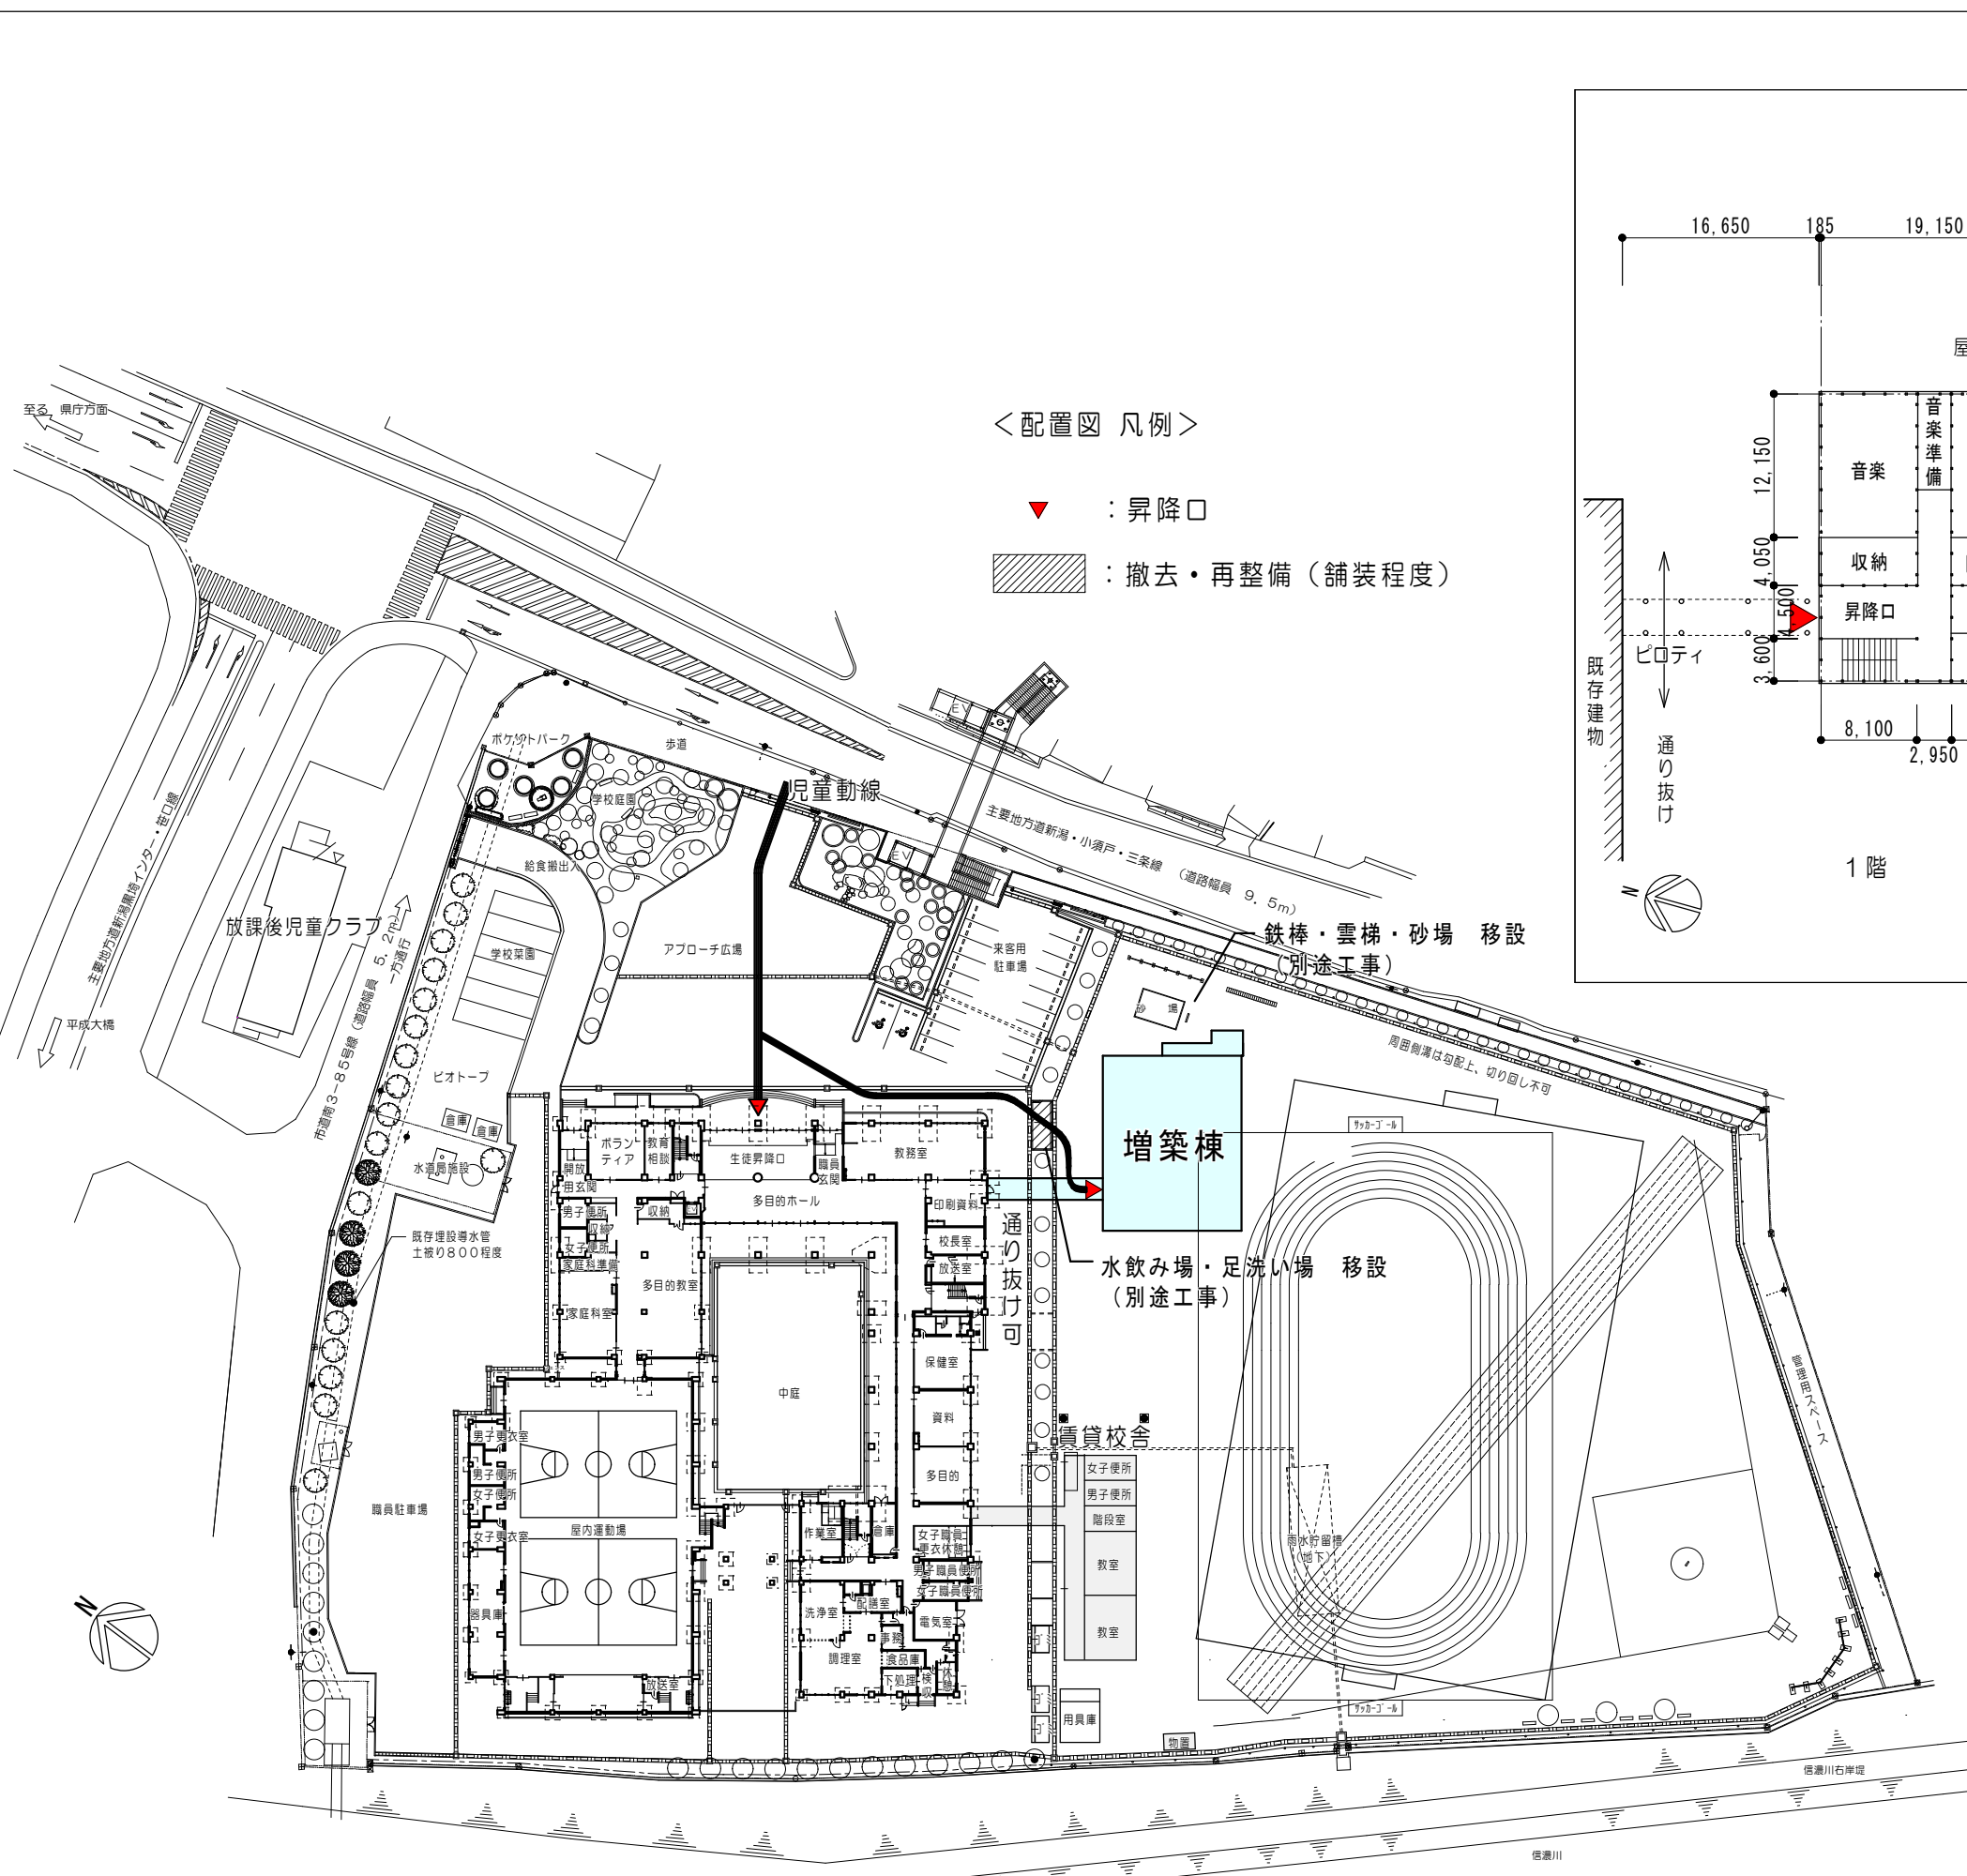 16,650
185
19,150
屋
至る　県庁方面
＜配置図 凡例＞
：昇降口
：撤去・再整備（舗装程度）
12,150
音楽
音楽準備
4,050
収納
4,500
昇降口
3,600
ピロティ
既存建物
通り抜け
8,100
2,950
1階
N
ポケットパーク
歩道
EV
学校庭園
児童動線
主要地方道新潟・小須戸・三条線　（道路幅員　9．5m）
主要地方道新潟黒埼インター・笹口線
給食搬出入
EV
放課後児童クラブ
市道南3－85号線（道路幅員　5．2m）
一方通行
学校菜園
アプローチ広場
来客用
駐車場
鉄棒・雲梯・砂場　移設
（別途工事）
砂　場
平成大橋
周囲側溝は勾配上、切り回し不可
ビオトープ
倉庫
倉庫
水道局施設
既存埋設導水管
土被り800程度
ボラン
ティア
教育
相談
生徒昇降口
職員
玄関
教務室
開放
用玄関
増築棟
サッカーゴール
多目的ホール
印刷資料
男子便所
収納
収納
女子便所
家庭科準備
校長室
放送室
通り抜け可
水飲み場・足洗い場　移設
（別途工事）
多目的教室
家庭科室
保健室
中庭
資料
管理用スペース
男子更衣室
賃貸校舎
男子便所
女子便所
多目的
女子便所
男子便所
職員駐車場
女子更衣室
屋内運動場
作業室
倉庫
女子職員
更衣休憩
階段室
雨水貯留槽
（地下）
男子職員便所
女子職員便所
教室
N
器具庫
洗浄室
配膳室
電気室
事務
教室
調理室
食品庫
下処理
検収
休憩
放送室
ゴミ
用具庫
サッカーゴール
物置
信濃川右岸堤
信濃川